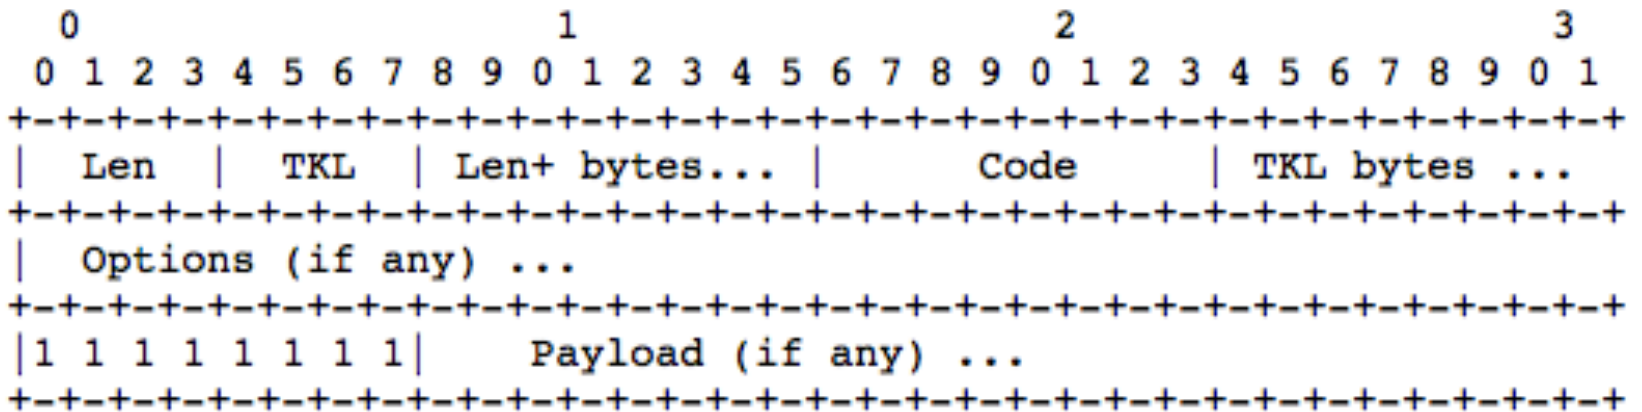 0                   1                   2                   3
0 1 2 3 4 5 6 7 8 9 0 1 2 3 4 5 6 7 8 9 0 1 2 3 4 5 6 7 8 9 0 1
+-+-+-+-+-+-+-+-+-+-+-+-+-+-+-+-+-+-+-+-+-+-+-+-+-+-+-+-+-+-+-+-+
|  Len  |  TKL  | Len+ bytes... |      Code     | TKL bytes ...
+-+-+-+-+-+-+-+-+-+-+-+-+-+-+-+-+-+-+-+-+-+-+-+-+-+-+-+-+-+-+-+-+
|  Options (if any) ...
+-+-+-+-+-+-+-+-+-+-+-+-+-+-+-+-+-+-+-+-+-+-+-+-+-+-+-+-+-+-+-+-+
|1 1 1 1 1 1 1 1|    Payload (if any) ...
+-+-+-+-+-+-+-+-+-+-+-+-+-+-+-+-+-+-+-+-+-+-+-+-+-+-+-+-+-+-+-+-+